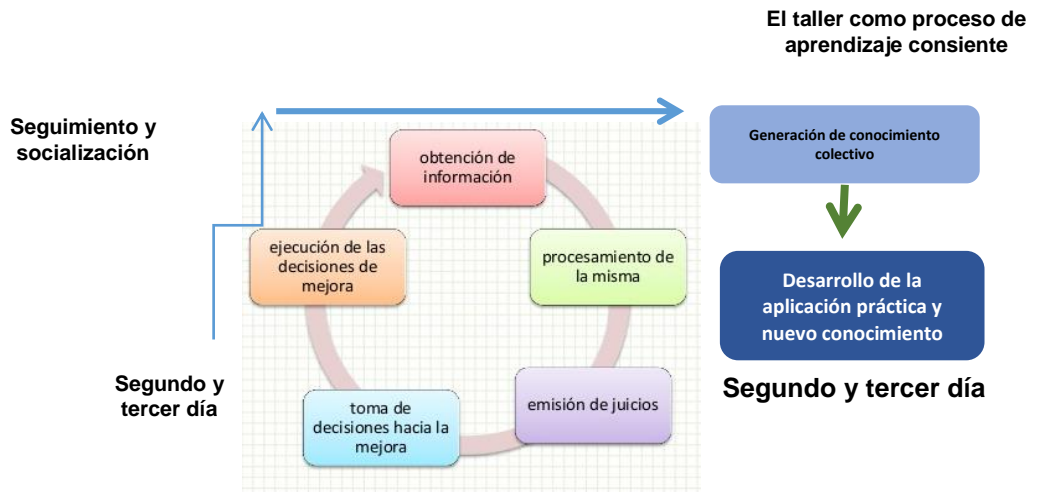 El taller como proceso de
aprendizaje consiente
Seguimiento y
socialización
Generación de conocimiento
colectivo
obtención de
información
ejecución de las
decisiones de
mejora
procesamiento de
la misma
Desarrollo de la
aplicación práctica y
nuevo conocimiento
Segundo y
tercer día
Segundo y tercer día
toma de
decisiones hacia la
mejora
emisión de juicios